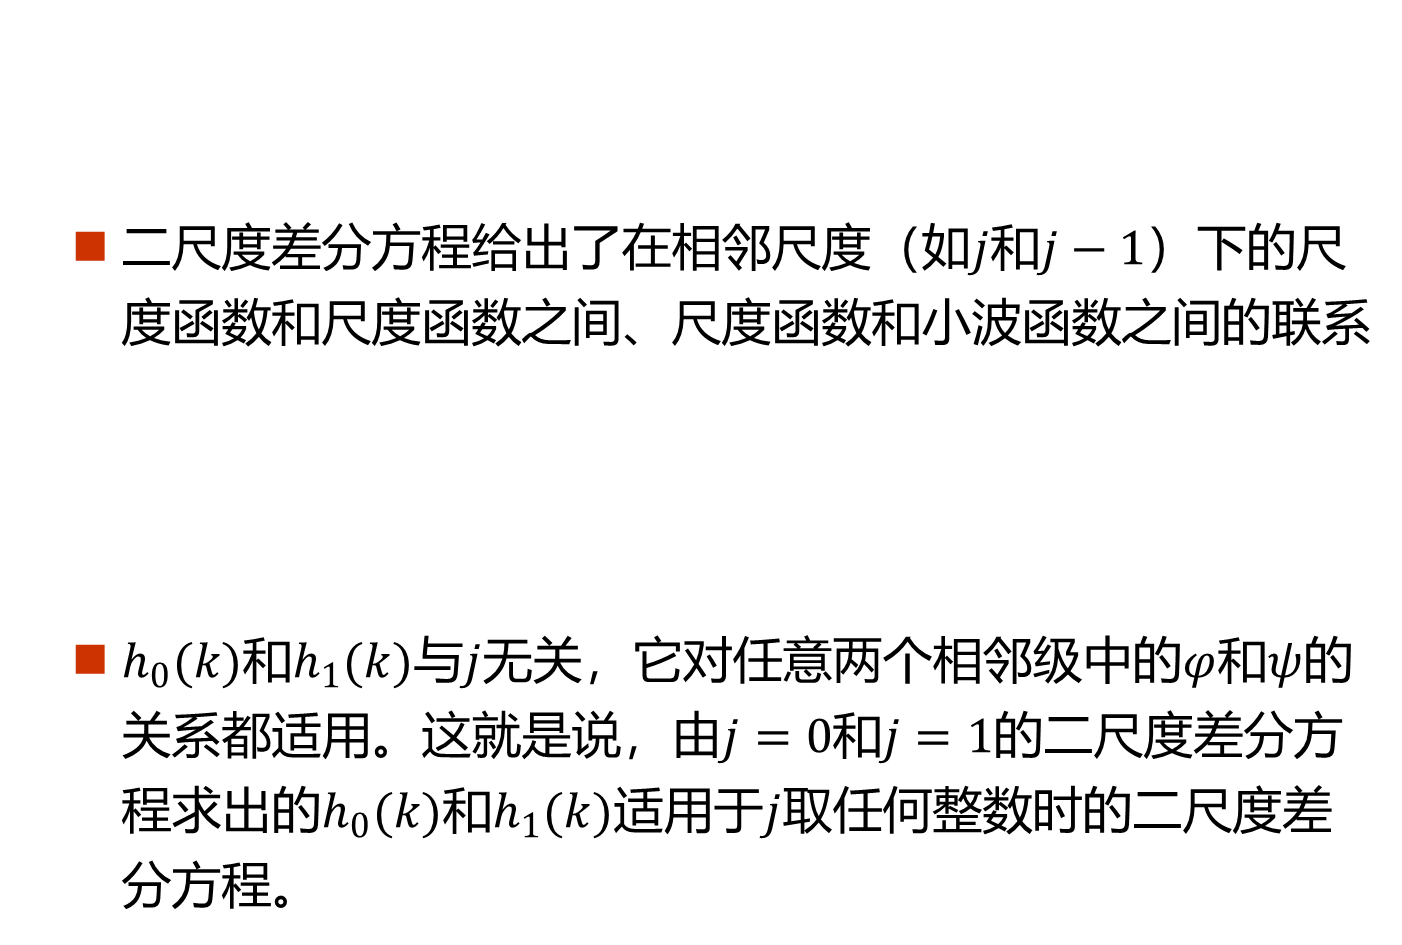 ■ 二尺度差分方程给出了在相邻尺度（如j和j − 1）下的尺
度函数和尺度函数之间、尺度函数和小波函数之间的联系
■ h₀(k)和h₁(k)与j无关，它对任意两个相邻级中的φ和ψ的
关系都适用。这就是说，由j = 0和j = 1的二尺度差分方
程求出的h₀(k)和h₁(k)适用于j取任何整数时的二尺度差
分方程。